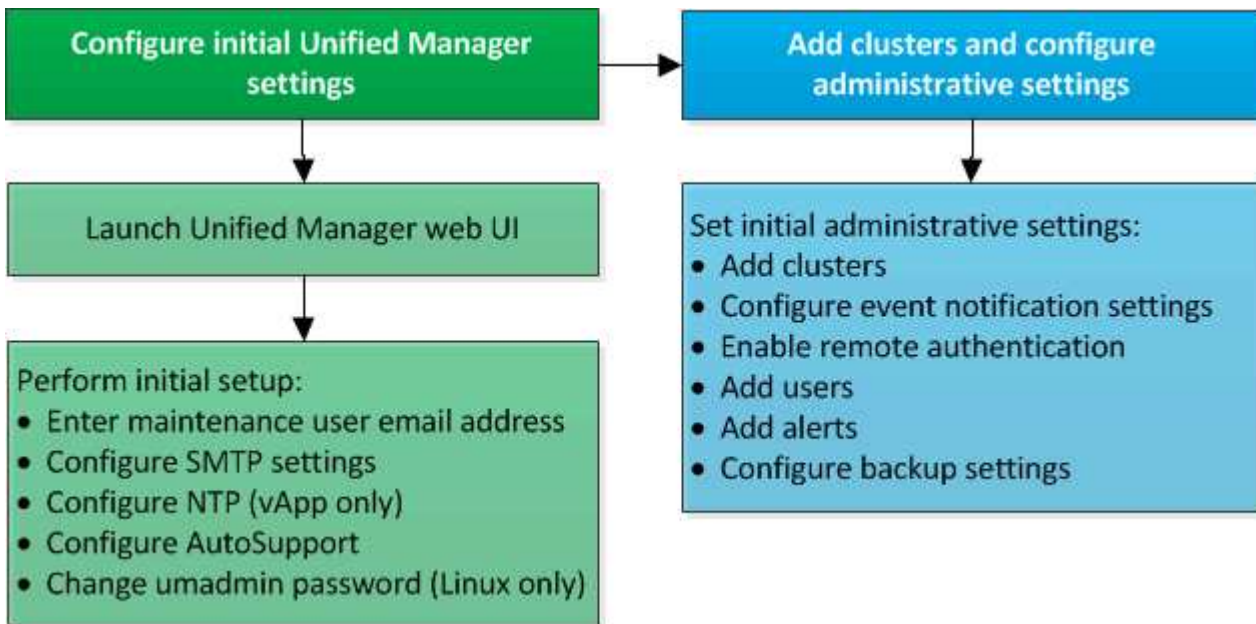 Configure initial Unified Manager
settings
Add clusters and configure
administrative settings
Launch Unified Manager web UI
Perform initial setup:
• Enter maintenance user email address
• Configure SMTP settings
• Configure NTP (vApp only)
• Configure AutoSupport
• Change umadmin password (Linux only)
Set initial administrative settings:
• Add clusters
• Configure event notification settings
• Enable remote authentication
• Add users
• Add alerts
• Configure backup settings